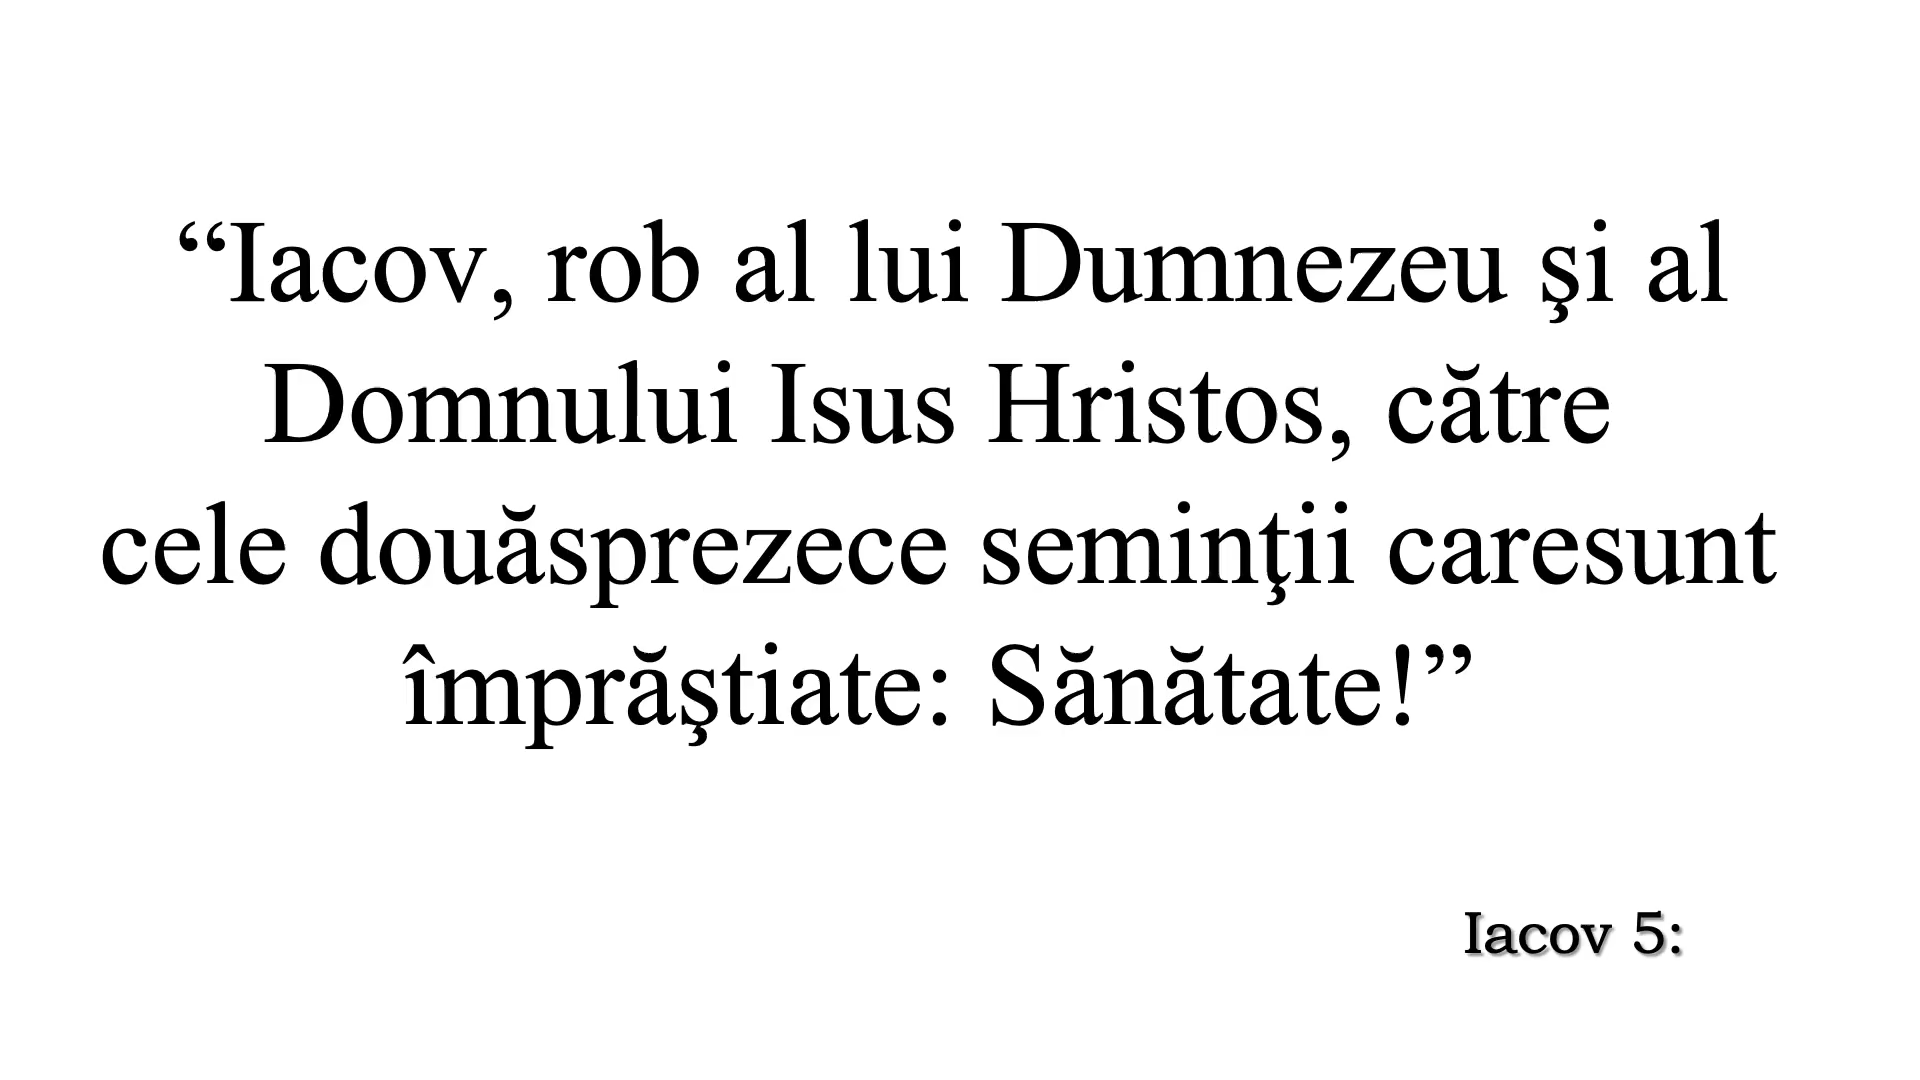 “Iacov, rob al lui Dumnezeu şi al
Domnului Isus Hristos, către
cele douăsprezece seminţii caresunt
împrăştiate: Sănătate!”
Iacov 5: